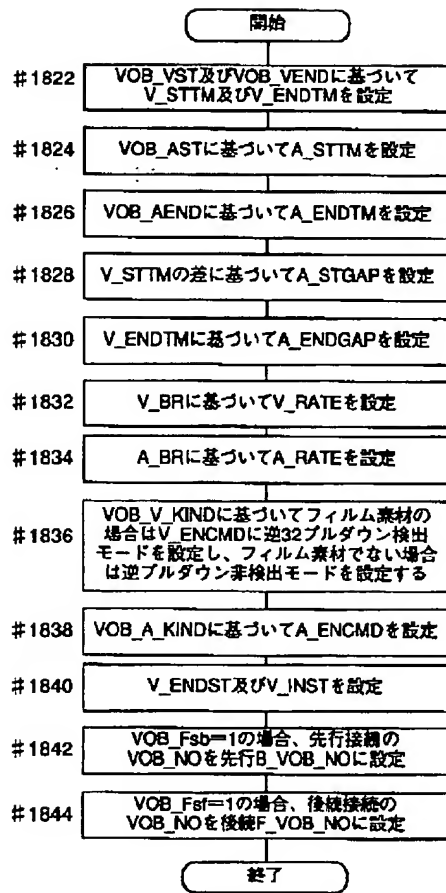 開始
#1822
VOB_VST及びVOB_VENDに基づいて
V_STTM及びV_ENDTMを設定
#1824
VOB_ASTに基づいてA_STTMを設定
#1826
VOB_AENDに基づいてA_ENDTMを設定
#1828
V_STTMの差に基づいてA_STGAPを設定
#1830
V_ENDTMに基づいてA_ENDGAPを設定
#1832
V_BRに基づいてV_RATEを設定
#1834
A_BRに基づいてA_RATEを設定
#1836
VOB_V_KINDに基づいてフィルム素材の
場合はV_ENCMDに逆32プルダウン検出
モードを設定し、フィルム素材でない場合
は逆プルダウン非検出モードを設定する
#1838
VOB_A_KINDに基づいてA_ENCMDを設定
#1840
V_ENDST及びV_INSTを設定
#1842
VOB_Fsb=1の場合、先行接続の
VOB_NOを先行B_VOB_NOに設定
#1844
VOB_Fsf=1の場合、後続接続の
VOB_NOを後続F_VOB_NOに設定
終了